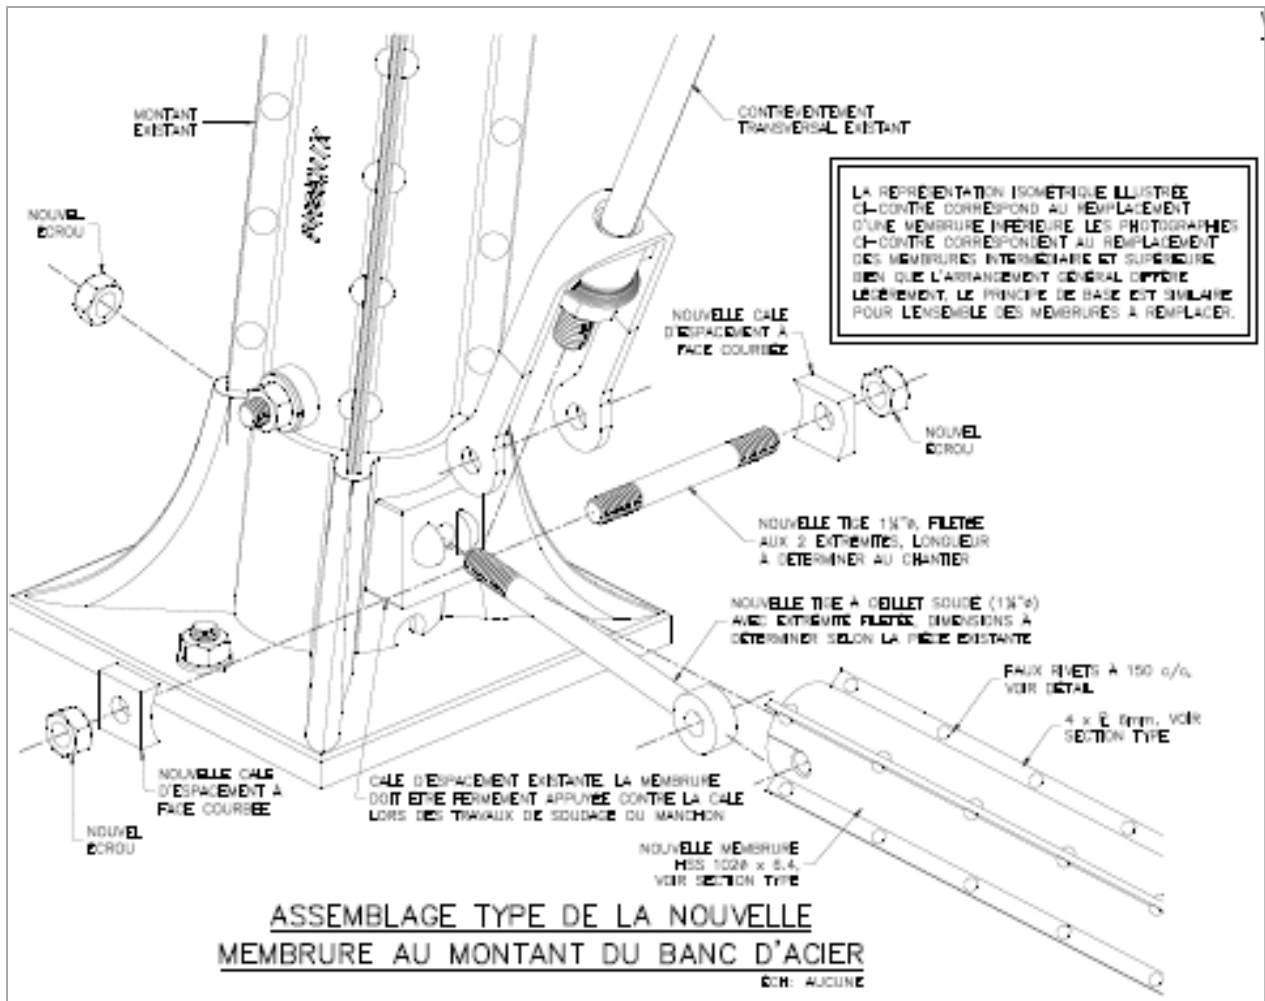 MONTANT
EXISTANT
CONTREVENTEMENT
TRANSVERSAL EXISTANT
LA REPRÉSENTATION ISOMÉTRIQUE ILLUSTRÉE
CI-CONTRE CORRESPOND AU REMPLACEMENT
D'UNE MEMBRURE INFÉRIEURE. LES PHOTOGRAPHIES
CI-CONTRE CORRESPONDENT AU REMPLACEMENT
DES MEMBRURES INTERMÉDIAIRE ET SUPÉRIEURE.
BIEN QUE L'ARRANGEMENT GÉNÉRAL DIFFÈRE
LÉGÈREMENT, LE PRINCIPE DE BASE EST SIMILAIRE
POUR L'ENSEMBLE DES MEMBRURES À REMPLACER.
NOUVEL
ÉCROU
NOUVELLE CALE
D'ESPACEMENT À
FACE COURBÉE
NOUVEL
ÉCROU
NOUVELLE TIGE 1¼"ø, FILETÉE
AUX 2 EXTRÉMITÉS, LONGUEUR
À DÉTERMINER AU CHANTIER
NOUVELLE TIGE À OEILLET SOUDÉ (1¼"ø)
AVEC EXTRÉMITÉ FILETÉE, DIMENSIONS À
DÉTERMINER SELON LA PIÈCE EXISTANTE
FAUX RIVETS À 150 c/c,
VOIR DÉTAIL
4 x ℄ 6mm, VOIR
SECTION TYPE
NOUVELLE CALE
D'ESPACEMENT À
FACE COURBÉE
NOUVEL
ÉCROU
CALE D'ESPACEMENT EXISTANTE. LA MEMBRURE
DOIT ETRE FERMEMENT APPUYÉE CONTRE LA CALE
LORS DES TRAVAUX DE SOUDAGE DU MANCHON
NOUVELLE MEMBRURE
HSS 102ø x 6.4,
VOIR SECTION TYPE
ASSEMBLAGE TYPE DE LA NOUVELLE
MEMBRURE AU MONTANT DU BANC D'ACIER
ÉCH: AUCUNE